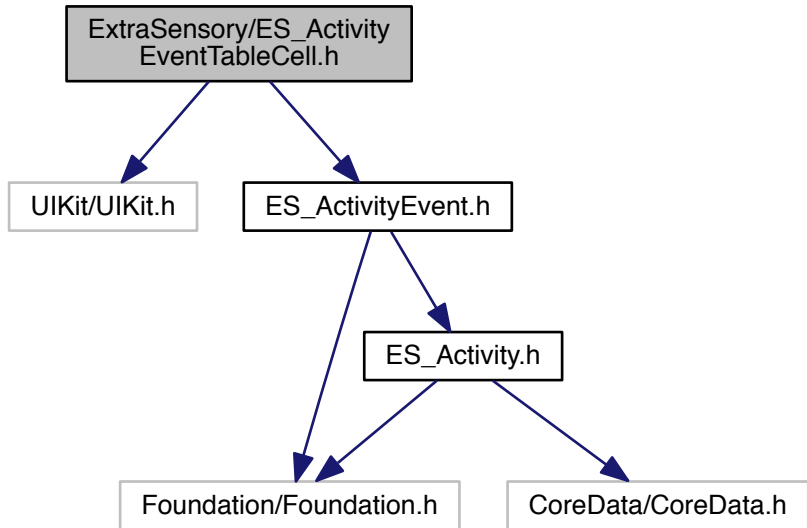 ExtraSensory/ES_Activity
EventTableCell.h
UIKit/UIKit.h
ES_ActivityEvent.h
ES_Activity.h
Foundation/Foundation.h
CoreData/CoreData.h